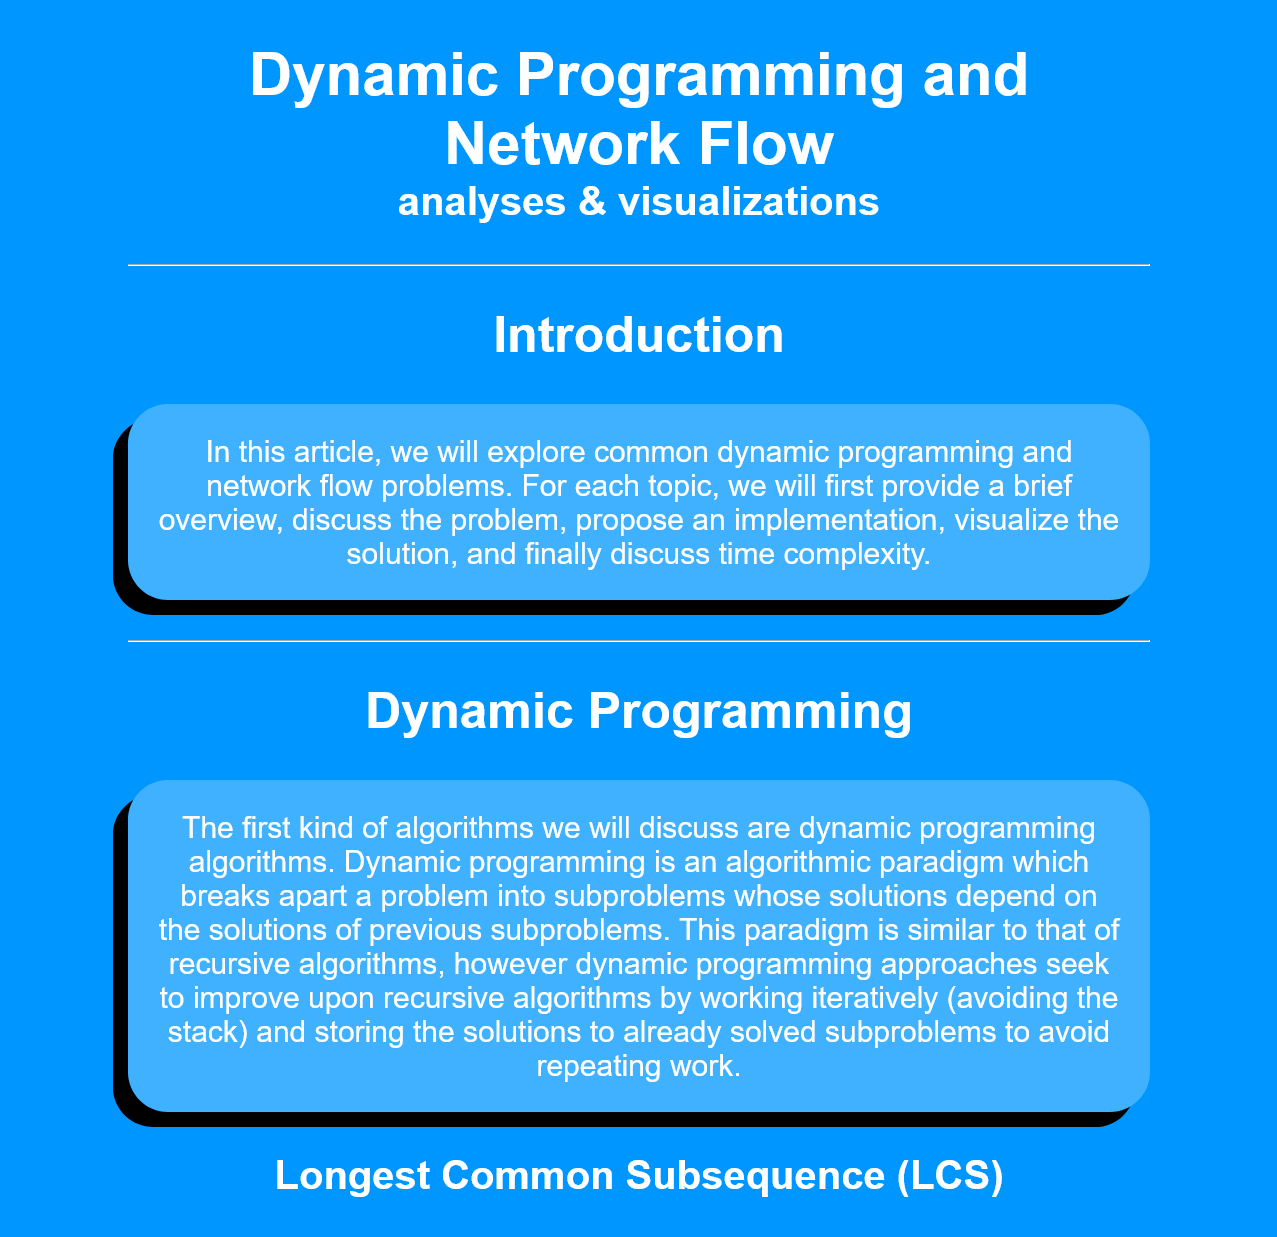 Dynamic Programming and
Network Flow
analyses & visualizations
Introduction
In this article, we will explore common dynamic programming and
network flow problems. For each topic, we will first provide a brief
overview, discuss the problem, propose an implementation, visualize the
solution, and finally discuss time complexity.
Dynamic Programming
The first kind of algorithms we will discuss are dynamic programming
algorithms. Dynamic programming is an algorithmic paradigm which
breaks apart a problem into subproblems whose solutions depend on
the solutions of previous subproblems. This paradigm is similar to that of
recursive algorithms, however dynamic programming approaches seek
to improve upon recursive algorithms by working iteratively (avoiding the
stack) and storing the solutions to already solved subproblems to avoid
repeating work.
Longest Common Subsequence (LCS)